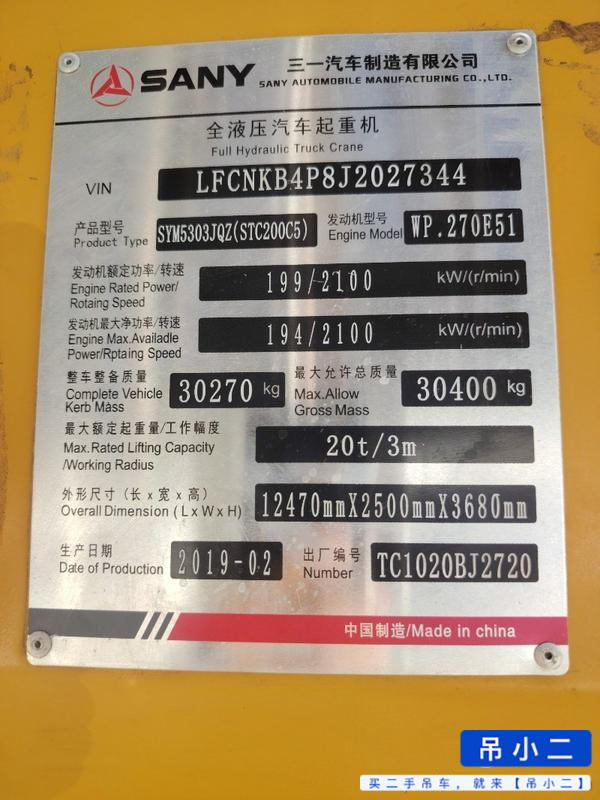 SANY 三一汽车制造有限公司
SANY AUTOMOBILE MANUFACTURING CO.,LTD.
全液压汽车起重机
Full Hydraulic Truck Crane
VIN LFCNKB4P8J2027344
产品型号 SYM5303JQZ(STC200C5) 发动机型号 WP.270E51
Product Type Engine Model
发动机额定功率/转速 199/2100 kW/(r/min)
Engine Rated Power/
Rotaing Speed
发动机最大净功率/转速 194/2100 kW/(r/min)
Engine Max.Availadle
Power/Rptaing Speed
整车整备质量 30270 kg 最大允许总质量 30400 kg
Complete Vehicle Max.Allow
Kerb Mass Gross Mass
最大额定起重量/工作幅度 20t/3m
Max.Rated Lifting Capacity
/Working Radius
外形尺寸 (长 x 宽 x 高) 12470mmX2500mmX3680mm
Overall Dimension ( L x W x H )
生产日期 2019-02 出厂编号 TC1020BJ2720
Date of Production Number
中国制造/Made in china
吊小二
买二手吊车，就来【吊小二】